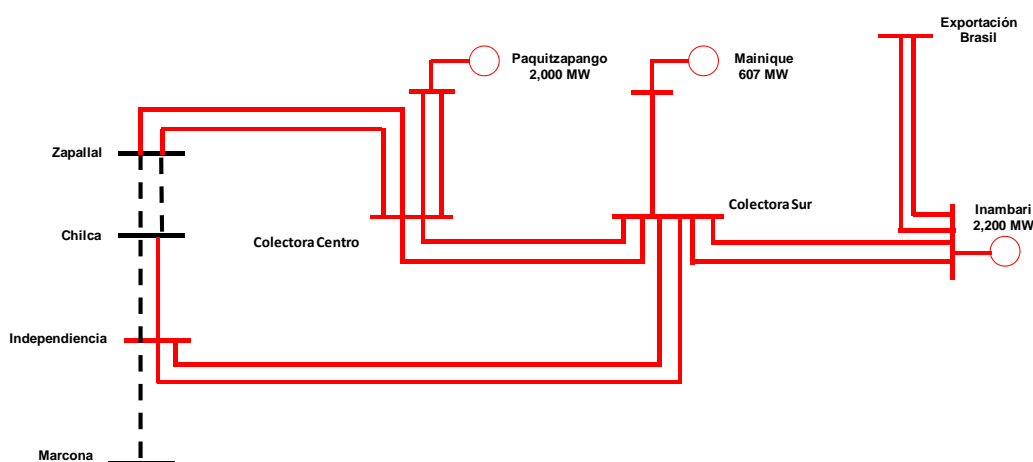 Exportación
Brasil
Paquitzapango
2,000 MW
Mainique
607 MW
Zapallal
Colectora Sur
Inambari
2,200 MW
Chilca
Colectora Centro
Independiencia
Marcona